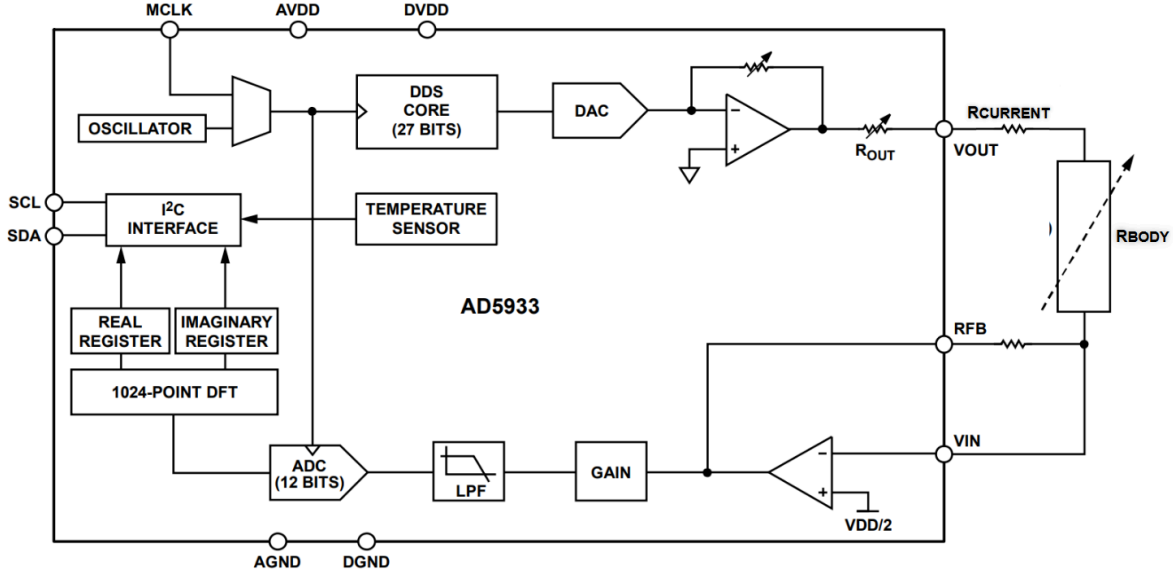 MCLK
AVDD
DVDD
OSCILLATOR
DDS
CORE
(27 BITS)
DAC
−
+
ROUT
VOUT
RCURRENT
SCL
SDA
I2C
INTERFACE
TEMPERATURE
SENSOR
)
RBODY
AD5933
REAL
REGISTER
IMAGINARY
REGISTER
RFB
1024-POINT DFT
VIN
ADC
(12 BITS)
LPF
GAIN
−
+
VDD/2
AGND
DGND